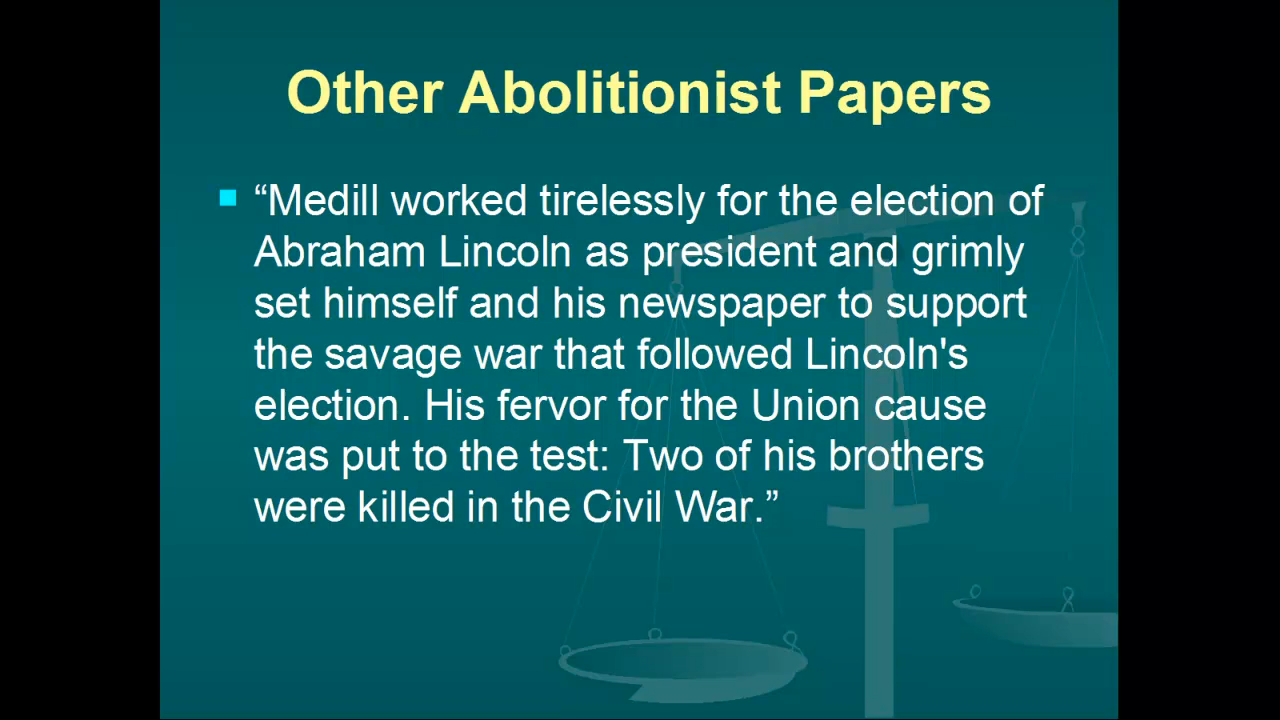 Other Abolitionist Papers
“Medill worked tirelessly for the election of
Abraham Lincoln as president and grimly
set himself and his newspaper to support
the savage war that followed Lincoln's
election. His fervor for the Union cause
was put to the test: Two of his brothers
were killed in the Civil War.”